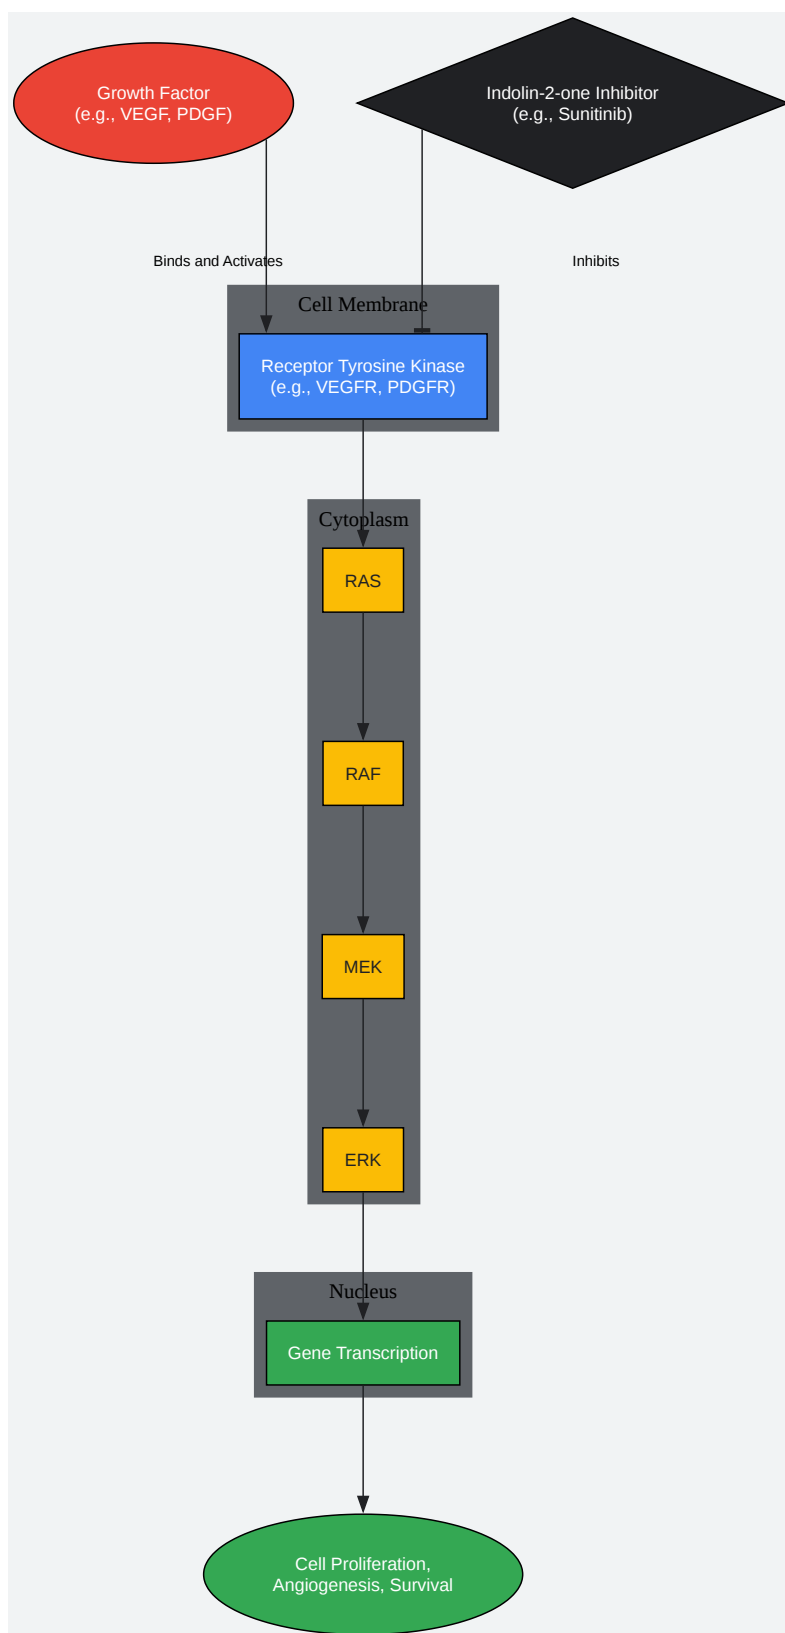 Growth Factor
(e.g., VEGF, PDGF)
Indolin-2-one Inhibitor
(e.g., Sunitinib)
Binds and Activates
Inhibits
Cell Membrane
Receptor Tyrosine Kinase
(e.g., VEGFR, PDGFR)
Cytoplasm
RAS
RAF
MEK
ERK
Nucleus
Gene Transcription
Cell Proliferation,
Angiogenesis, Survival